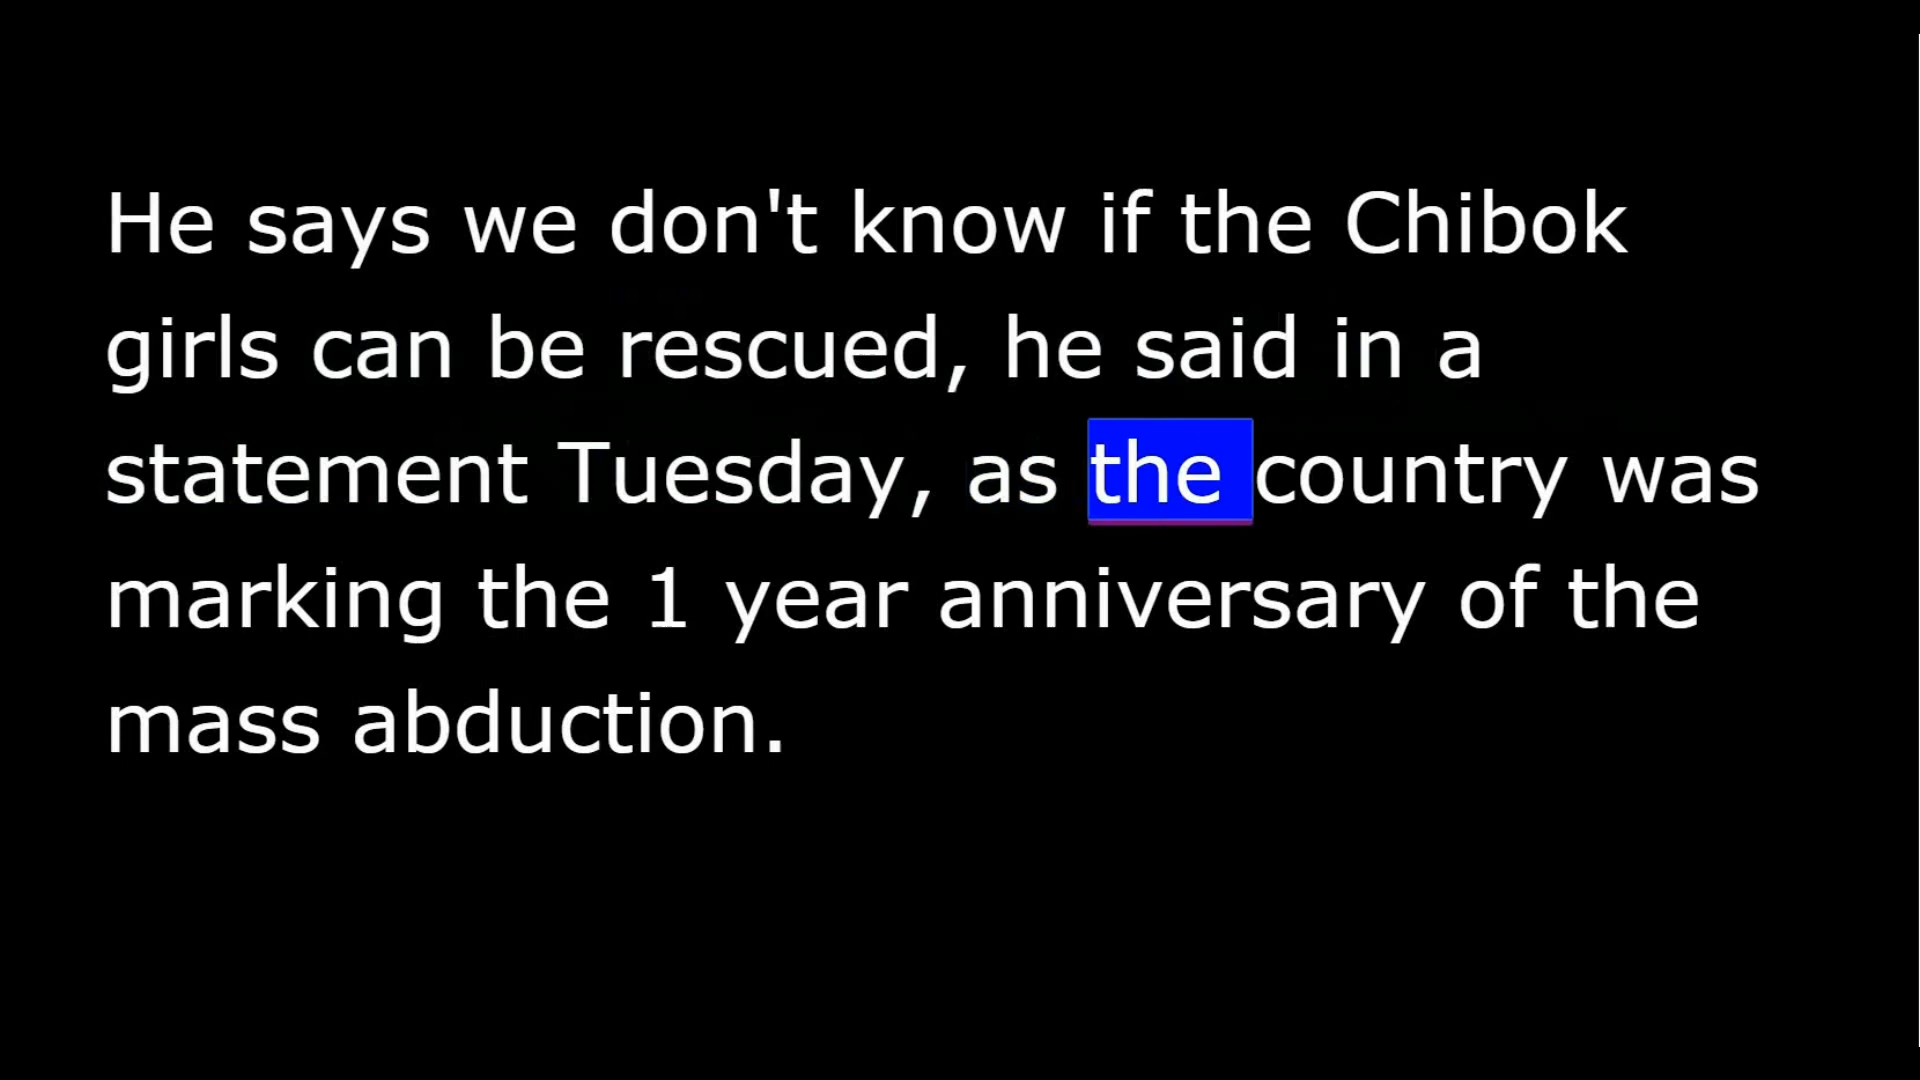 He says we don't know if the Chibok
girls can be rescued, he said in a
statement Tuesday, as the country was
marking the 1 year anniversary of the
mass abduction.